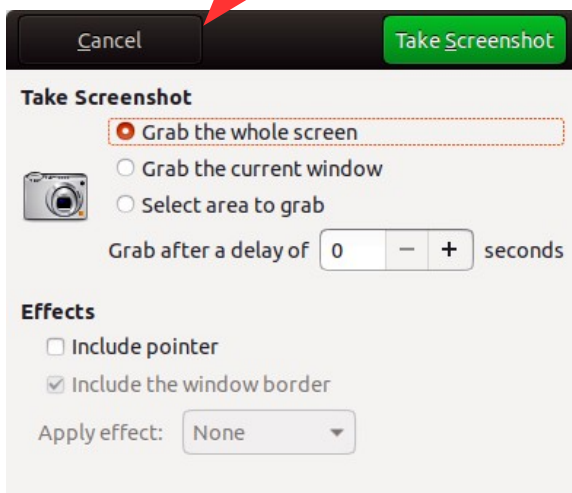 Cancel Take Screenshot
Take Screenshot
Grab the whole screen
Grab the current window
Select area to grab
Grab after a delay of 0 − + seconds
Effects
Include pointer
Include the window border
Apply effect: None